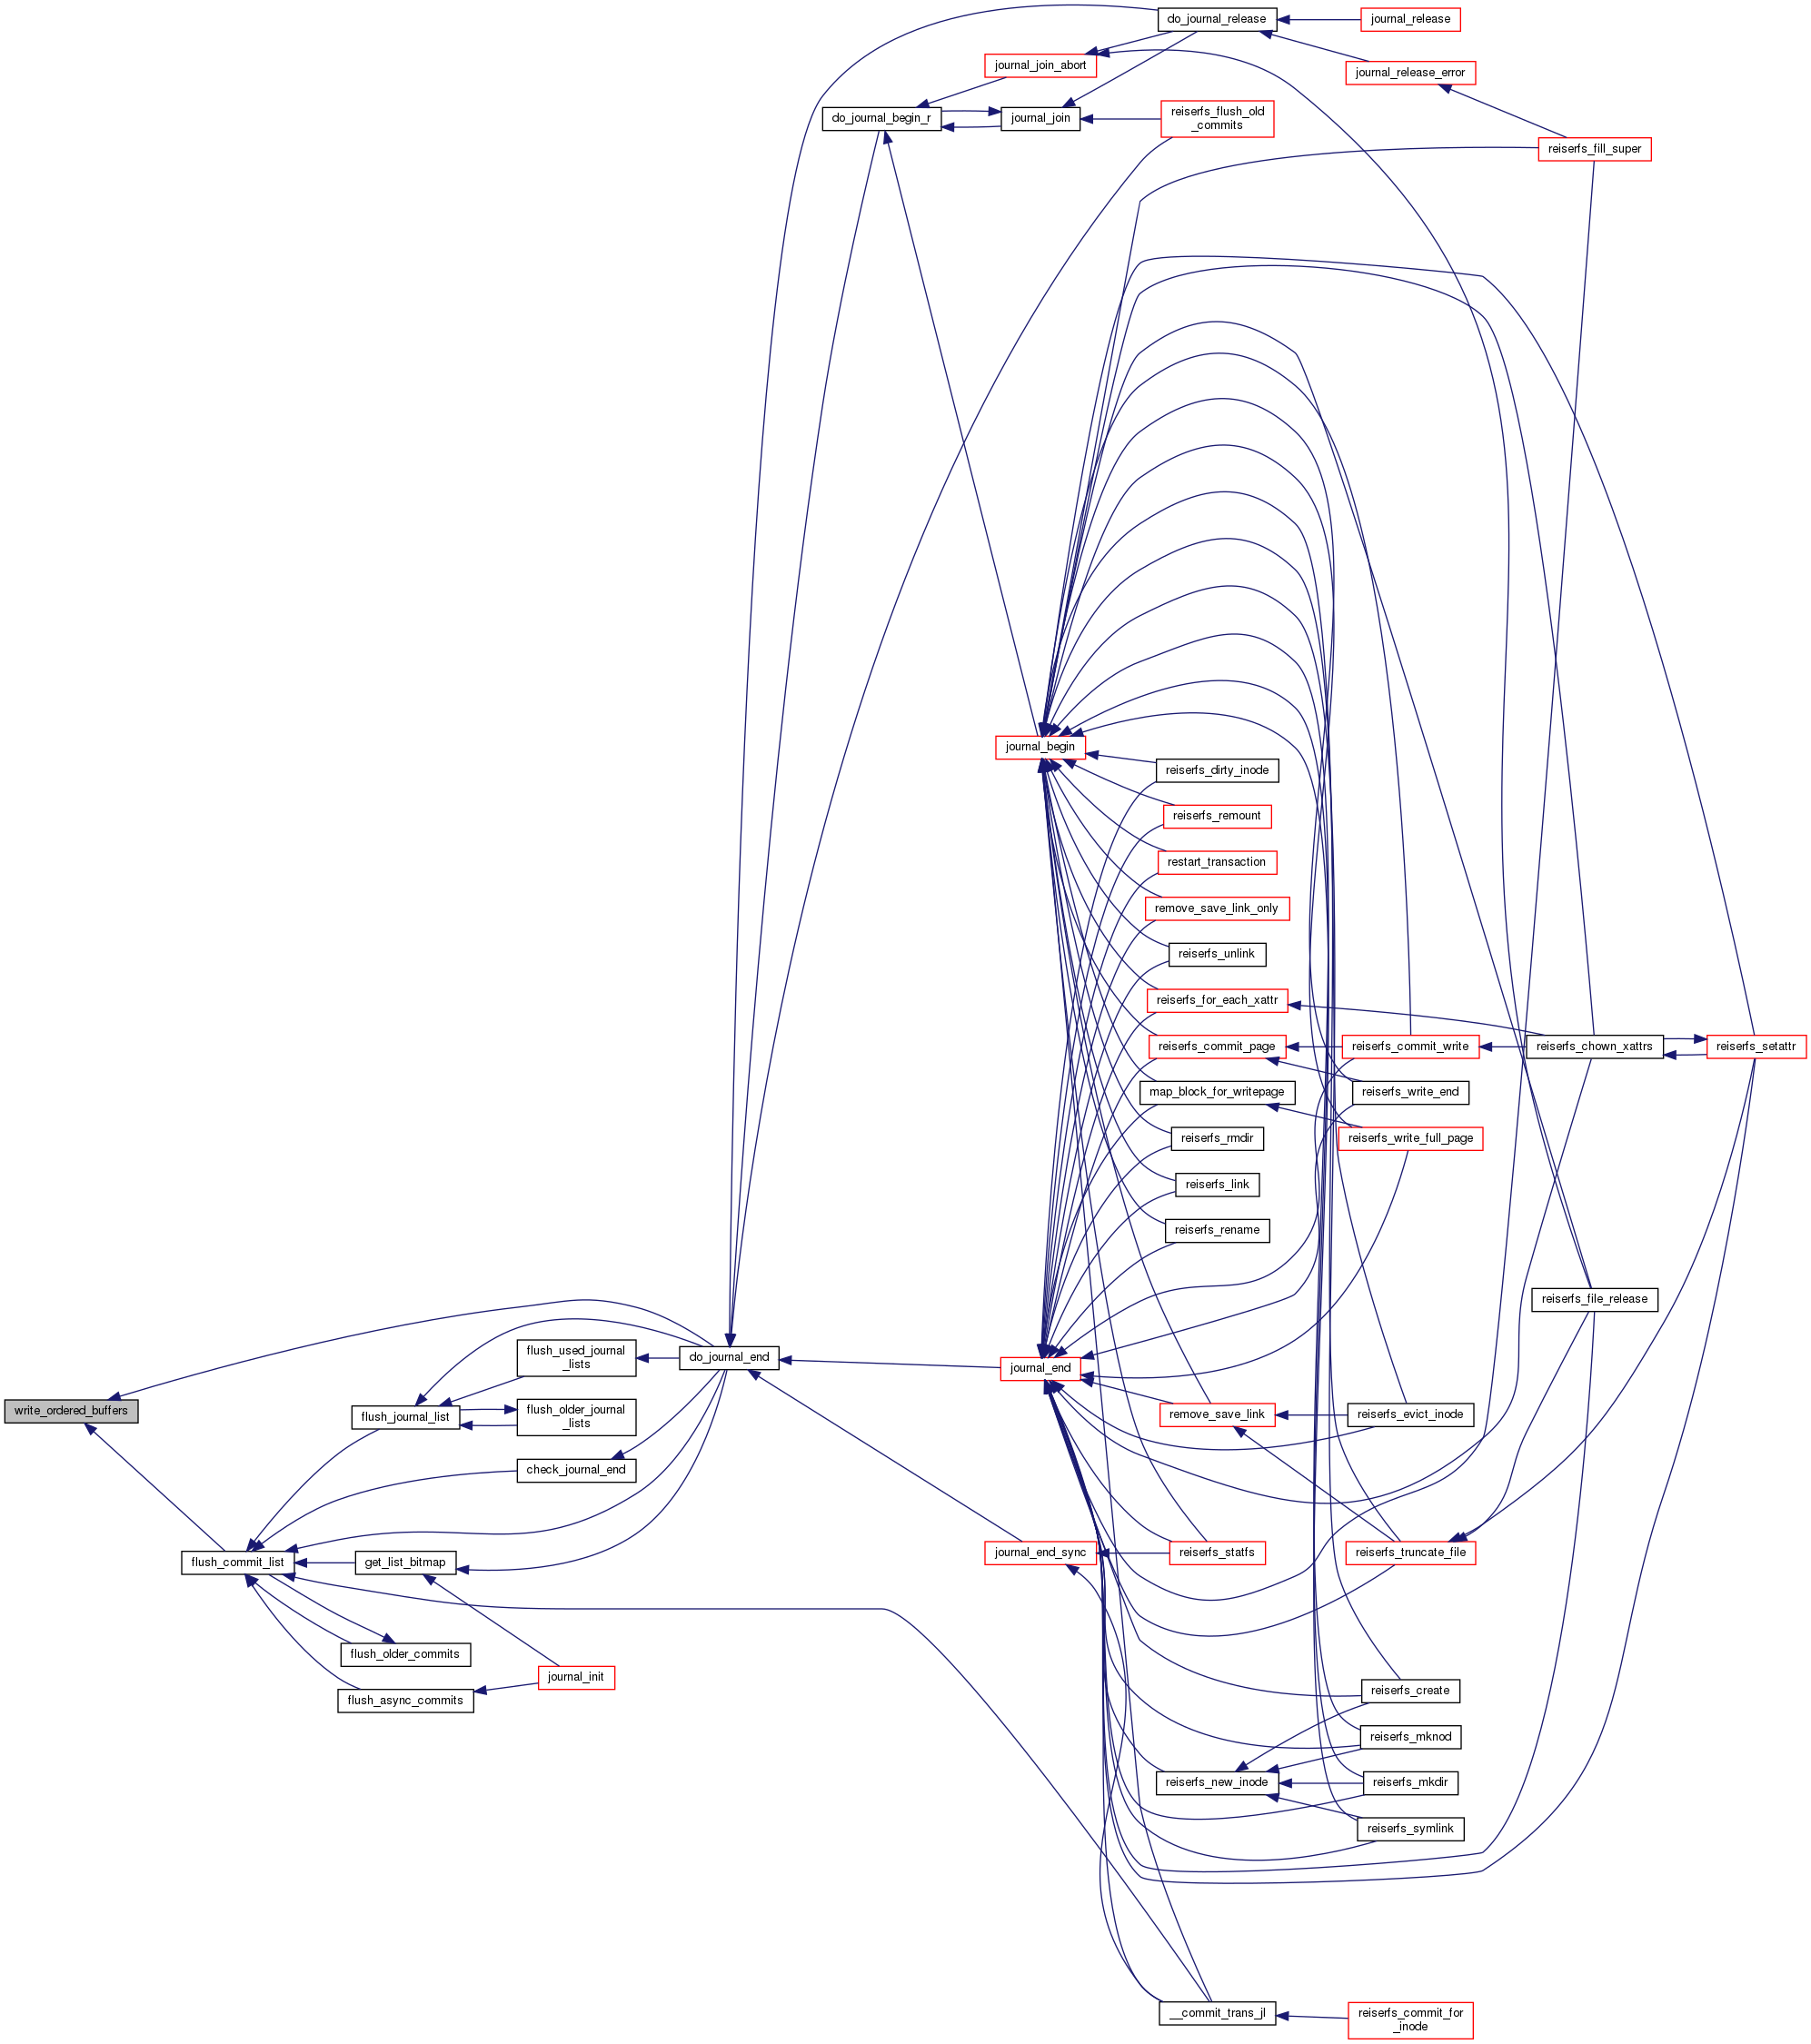 do_journal_release
journal_release
journal_join_abort
journal_release_error
do_journal_begin_r
journal_join
reiserfs_flush_old
_commits
reiserfs_fill_super
journal_begin
reiserfs_dirty_inode
reiserfs_remount
restart_transaction
remove_save_link_only
reiserfs_unlink
reiserfs_for_each_xattr
reiserfs_commit_page
reiserfs_commit_write
reiserfs_chown_xattrs
reiserfs_setattr
map_block_for_writepage
reiserfs_write_end
reiserfs_rmdir
reiserfs_write_full_page
reiserfs_link
reiserfs_rename
reiserfs_file_release
flush_used_journal
_lists
do_journal_end
journal_end
write_ordered_buffers
flush_journal_list
flush_older_journal
_lists
remove_save_link
reiserfs_evict_inode
check_journal_end
flush_commit_list
get_list_bitmap
journal_end_sync
reiserfs_statfs
reiserfs_truncate_file
flush_older_commits
journal_init
flush_async_commits
reiserfs_create
reiserfs_mknod
reiserfs_new_inode
reiserfs_mkdir
reiserfs_symlink
__commit_trans_jl
reiserfs_commit_for
_inode